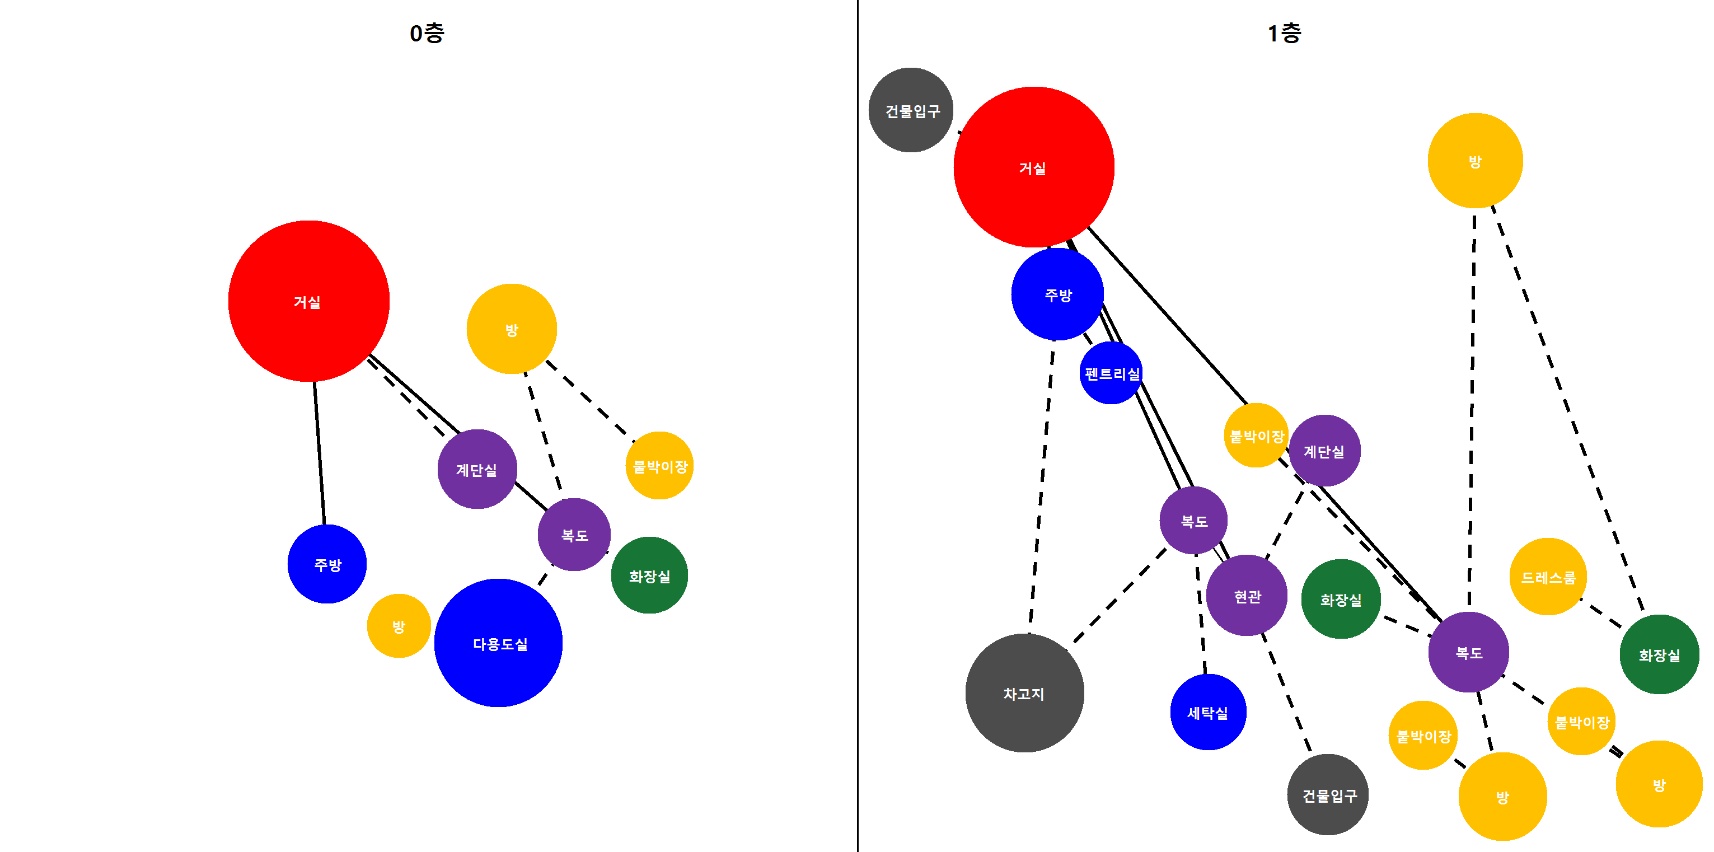 0층
거실
방
계단실
붙박이장
복도
주방
화장실
방
다용도실
1층
건물입구
거실
방
주방
펜트리실
붙박이장
계단실
복도
현관
화장실
드레스룸
복도
화장실
차고지
세탁실
붙박이장
붙박이장
건물입구
방
방